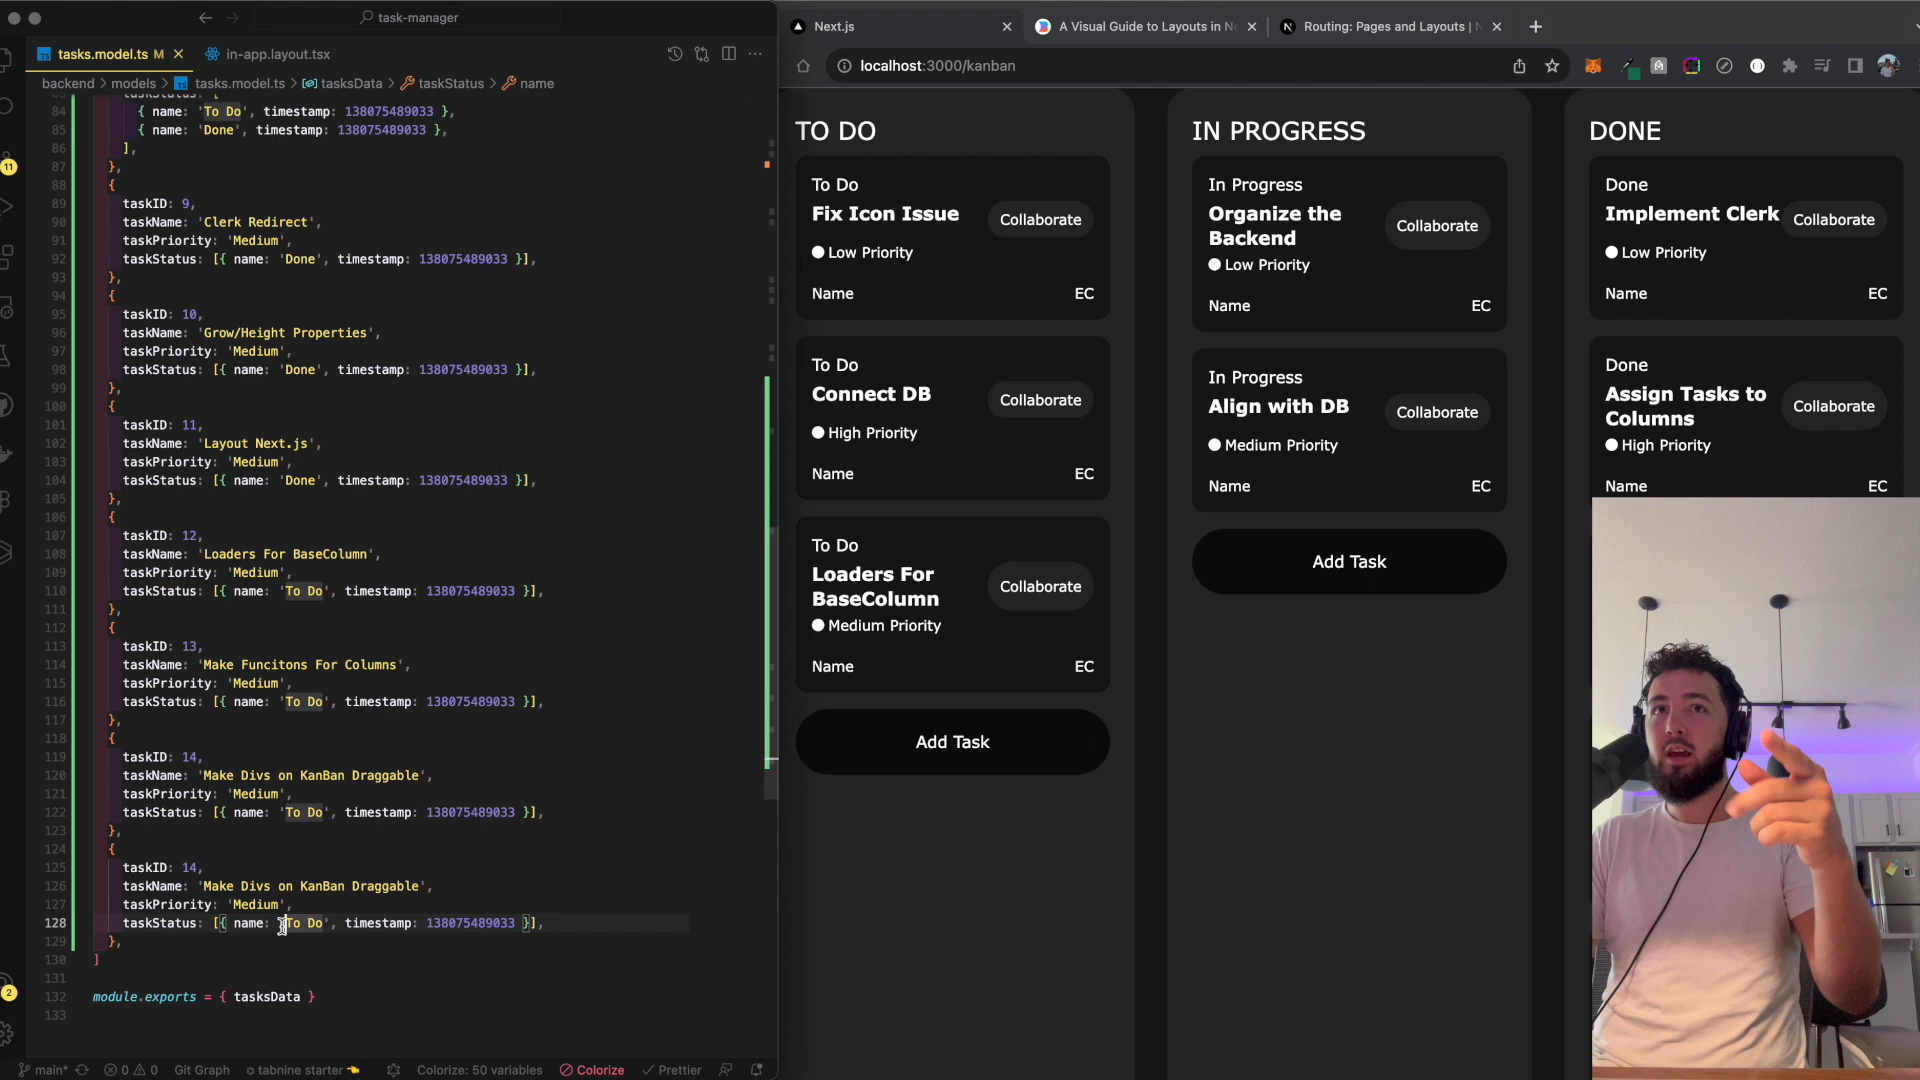 task-manager
tasks.model.ts M
in-app.layout.tsx
backend > models > tasks.model.ts > tasksData > taskStatus > name
84 { name: 'To Do', timestamp: 138075489033 },
85 { name: 'Done', timestamp: 138075489033 },
86 ],
87 },
88 {
89 taskID: 9,
90 taskName: 'Clerk Redirect',
91 taskPriority: 'Medium',
92 taskStatus: [{ name: 'Done', timestamp: 138075489033 }],
93 },
94 {
95 taskID: 10,
96 taskName: 'Grow/Height Properties',
97 taskPriority: 'Medium',
98 taskStatus: [{ name: 'Done', timestamp: 138075489033 }],
99 },
100 {
101 taskID: 11,
102 taskName: 'Layout Next.js',
103 taskPriority: 'Medium',
104 taskStatus: [{ name: 'Done', timestamp: 138075489033 }],
105 },
106 {
107 taskID: 12,
108 taskName: 'Loaders For BaseColumn',
109 taskPriority: 'Medium',
110 taskStatus: [{ name: 'To Do', timestamp: 138075489033 }],
111 },
112 {
113 taskID: 13,
114 taskName: 'Make Funcitons For Columns',
115 taskPriority: 'Medium',
116 taskStatus: [{ name: 'To Do', timestamp: 138075489033 }],
117 },
118 {
119 taskID: 14,
120 taskName: 'Make Divs on KanBan Draggable',
121 taskPriority: 'Medium',
122 taskStatus: [{ name: 'To Do', timestamp: 138075489033 }],
123 },
124 {
125 taskID: 14,
126 taskName: 'Make Divs on KanBan Draggable',
127 taskPriority: 'Medium',
128 taskStatus: [{ name: 'To Do', timestamp: 138075489033 }],
129 },
130 ]
131
132 module.exports = { tasksData }
133
11
2
main* 0 0 Git Graph tabnine starter Colorize: 50 variables Colorize Prettier
Next.js
A Visual Guide to Layouts in Ne
Routing: Pages and Layouts | N
localhost:3000/kanban
TO DO
To Do
Fix Icon Issue
Collaborate
Low Priority
Name EC
To Do
Connect DB
Collaborate
High Priority
Name EC
To Do
Loaders For
BaseColumn
Collaborate
Medium Priority
Name EC
Add Task
IN PROGRESS
In Progress
Organize the
Backend
Collaborate
Low Priority
Name EC
In Progress
Align with DB
Collaborate
Medium Priority
Name EC
Add Task
DONE
Done
Implement Clerk
Collaborate
Low Priority
Name EC
Done
Assign Tasks to
Columns
Collaborate
High Priority
Name EC